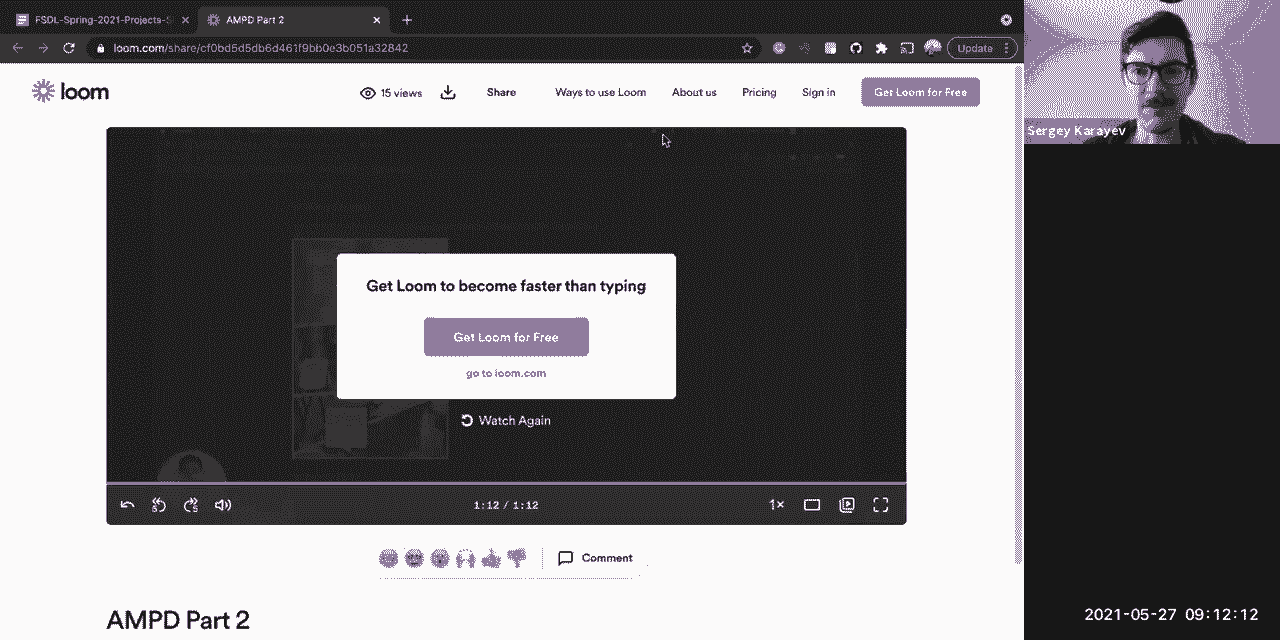 FSDL-Spring-2021-Projects-S
AMPD Part 2
loom.com/share/cf0bd5d5db6d461f9bb0e3b051a32842
Update
loom
15 views
Share
Ways to use Loom
About us
Pricing
Sign in
Get Loom for Free
Sergey Karayev
Get Loom to become faster than typing
Get Loom for Free
go to loom.com
Watch Again
1:12 / 1:12
1×
Comment
AMPD Part 2
2021-05-27 09:12:12